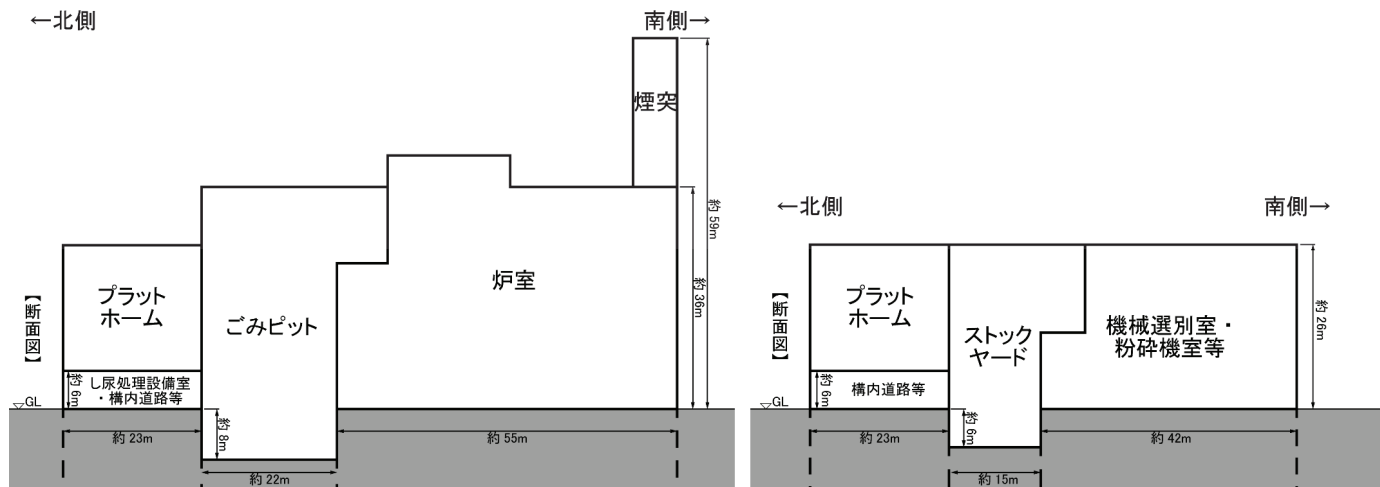 ←北側
南側→
煙突
約 59m
約 36m
炉室
プラット
ホーム
ごみピット
【断面図】
し尿処理設備室
・構内道路等
約 6m
GL
約 8m
約 23m
約 22m
約 55m
←北側
南側→
【断面図】
プラット
ホーム
ストック
ヤード
機械選別室・
粉砕機室等
約 26m
構内道路等
約 6m
GL
約 6m
約 23m
約 15m
約 42m